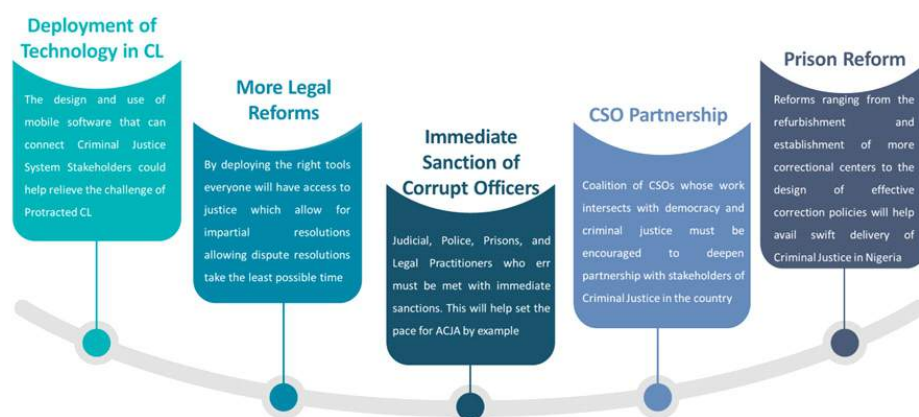 Deployment of
Technology in CL
The design and use of
mobile software that can
connect Criminal Justice
System Stakeholders could
help relieve the challenge of
Protracted CL
More Legal
Reforms
By deploying the right tools
everyone will have access to
justice which allow for
impartial resolutions
allowing dispute resolutions
take the least possible time
Immediate
Sanction of
Corrupt Officers
Judicial, Police, Prisons, and
Legal Practitioners who err
must be met with immediate
sanctions. This will help set the
pace for ACJA by example
CSO Partnership
Coalition of CSOs whose work
intersects with democracy and
criminal justice must be
encouraged to deepen
partnership with stakeholders of
Criminal Justice in the country
Prison Reform
Reforms ranging from the
refurbishment and
establishment of more
correctional centers to the
design of effective
correction policies will help
avail swift delivery of
Criminal Justice in Nigeria